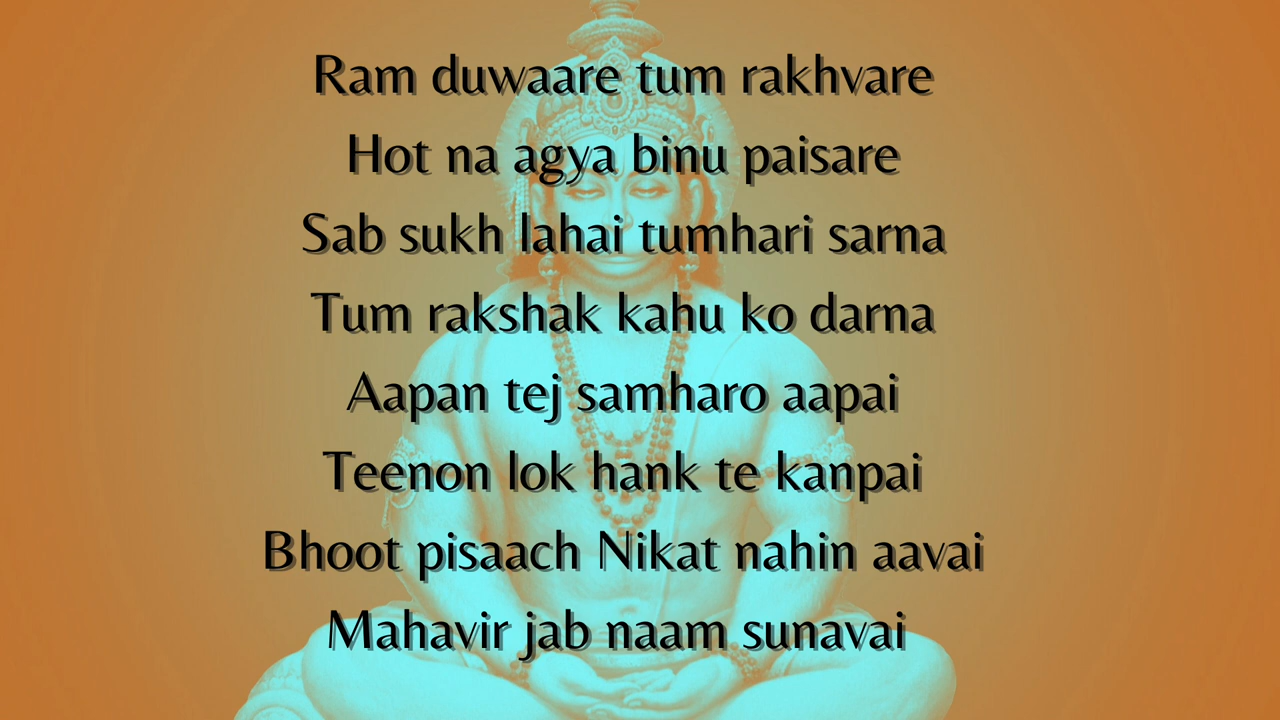 Ram duwaare tum rakhvare
Hot na agya binu paisare
Sab sukh lahai tumhari sarna
Tum rakshak kahu ko darna
Aapan tej samharo aapai
Teenon lok hank te kanpai
Bhoot pisaach Nikat nahin aavai
Mahavir jab naam sunavai